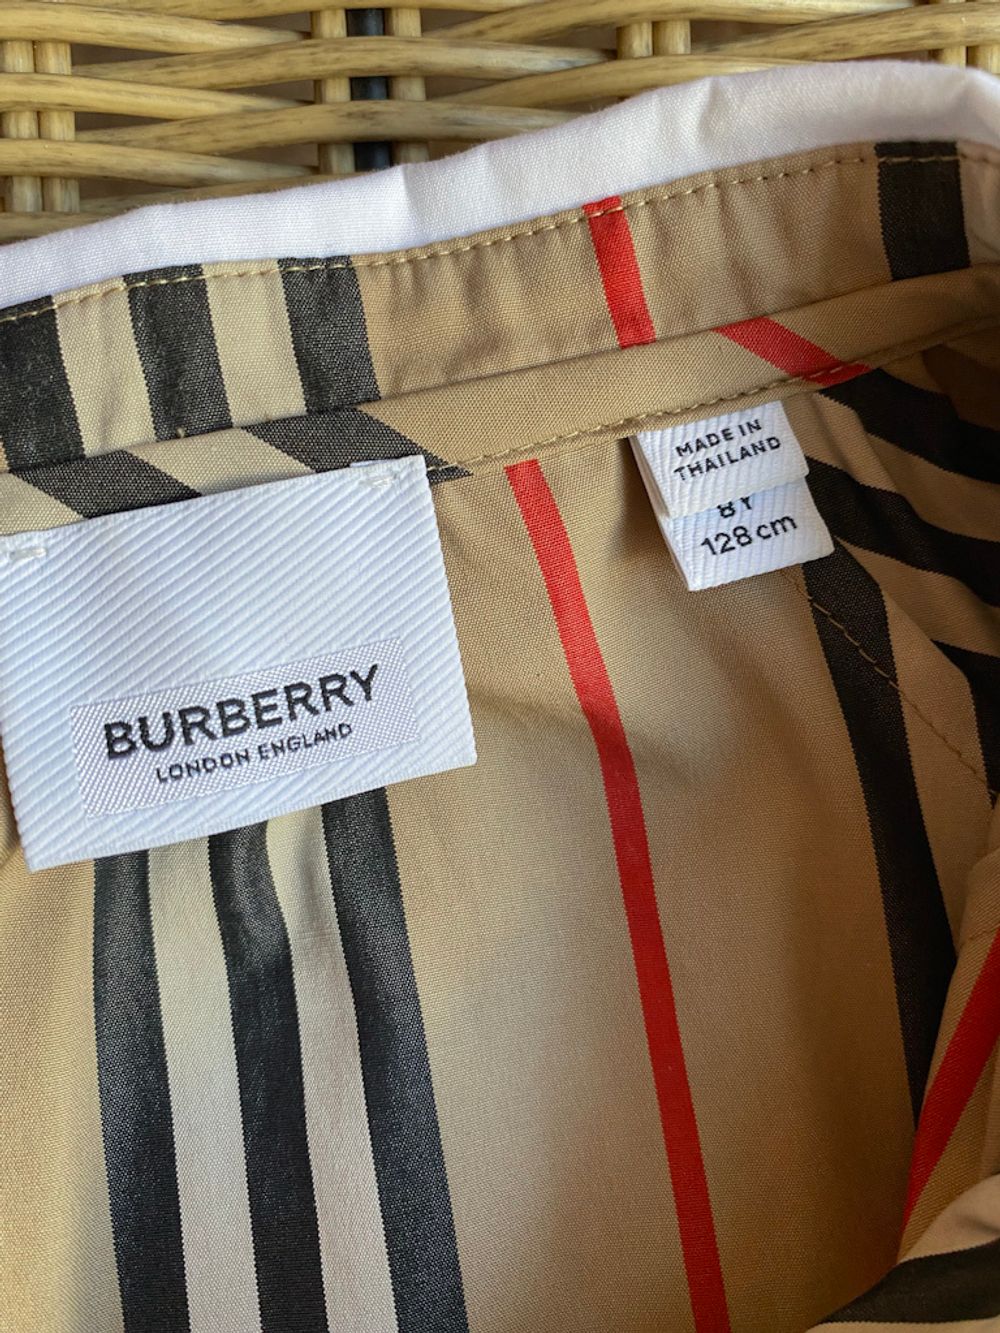 MADE IN
THAILAND
8Y
128 cm
BURBERRY
LONDON ENGLAND